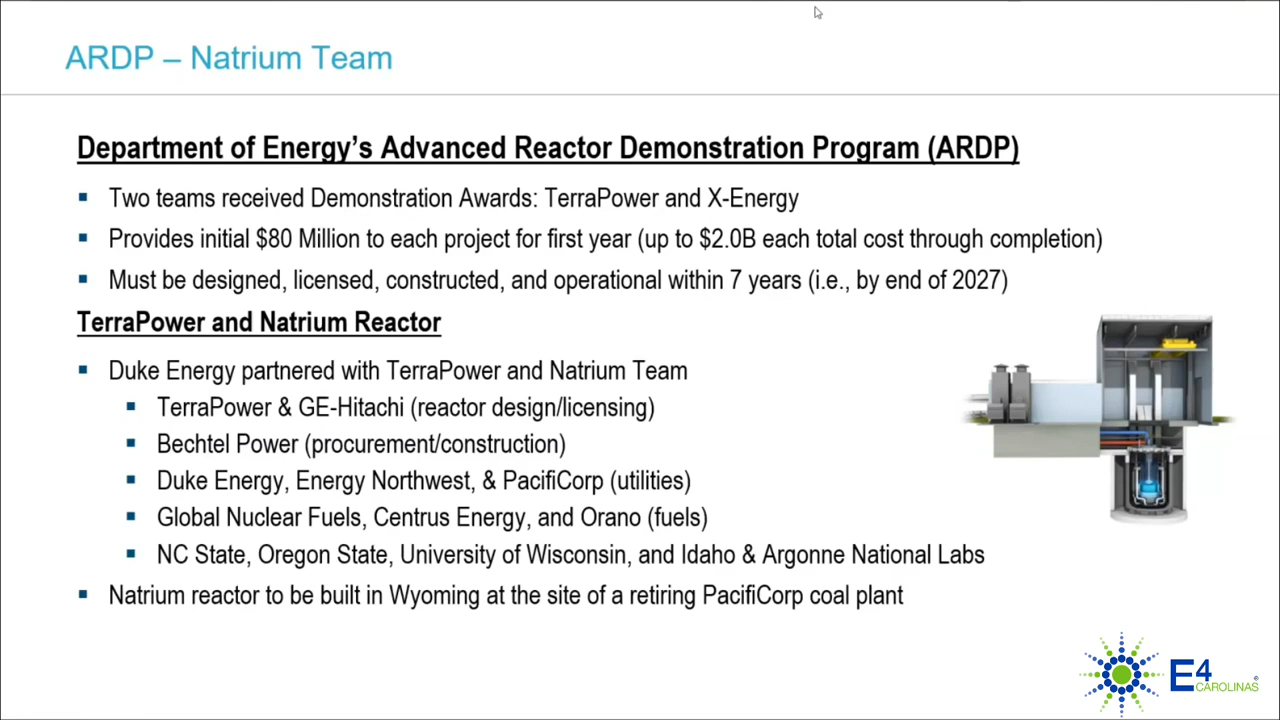 ARDP – Natrium Team
Department of Energy’s Advanced Reactor Demonstration Program (ARDP)
Two teams received Demonstration Awards: TerraPower and X-Energy
Provides initial $80 Million to each project for first year (up to $2.0B each total cost through completion)
Must be designed, licensed, constructed, and operational within 7 years (i.e., by end of 2027)
TerraPower and Natrium Reactor
Duke Energy partnered with TerraPower and Natrium Team
TerraPower & GE-Hitachi (reactor design/licensing)
Bechtel Power (procurement/construction)
Duke Energy, Energy Northwest, & PacifiCorp (utilities)
Global Nuclear Fuels, Centrus Energy, and Orano (fuels)
NC State, Oregon State, University of Wisconsin, and Idaho & Argonne National Labs
Natrium reactor to be built in Wyoming at the site of a retiring PacifiCorp coal plant
E4
CAROLINAS